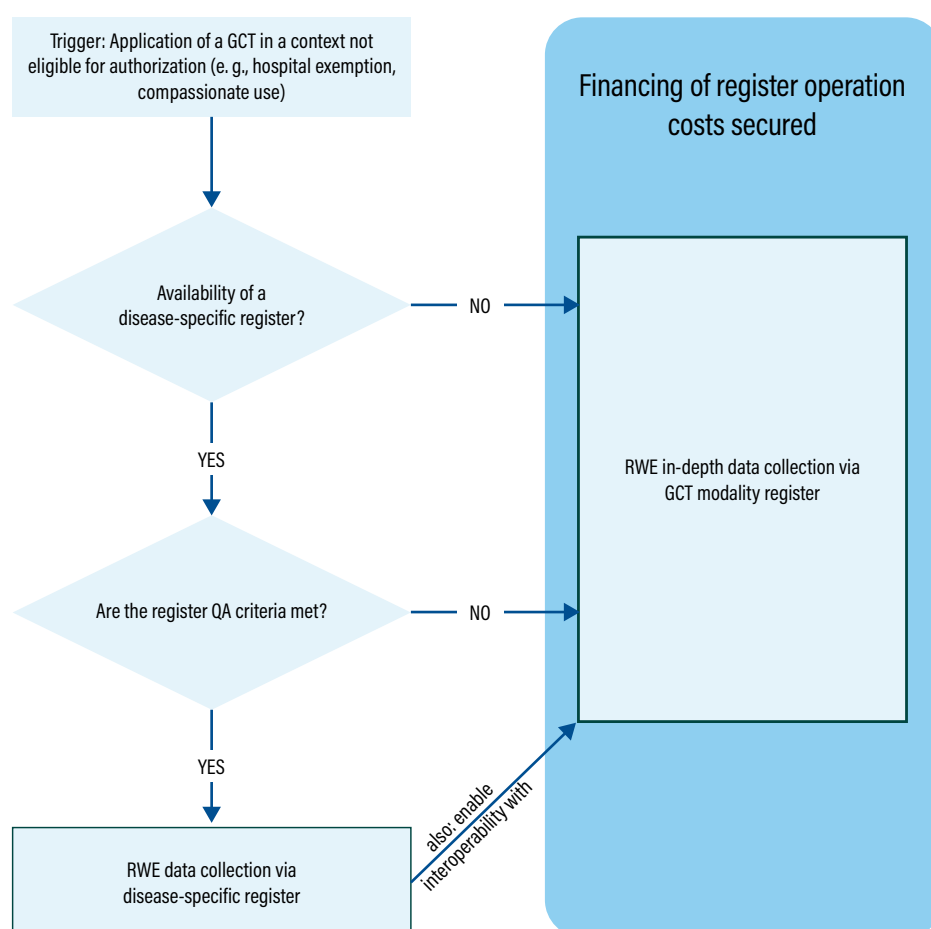 Trigger: Application of a GCT in a context not
eligible for authorization (e. g., hospital exemption,
compassionate use)
Financing of register operation
costs secured
Availability of a
disease-specific register?
NO
YES
RWE in-depth data collection via
GCT modality register
Are the register QA criteria met?
NO
YES
also: enable
interoperability with
RWE data collection via
disease-specific register